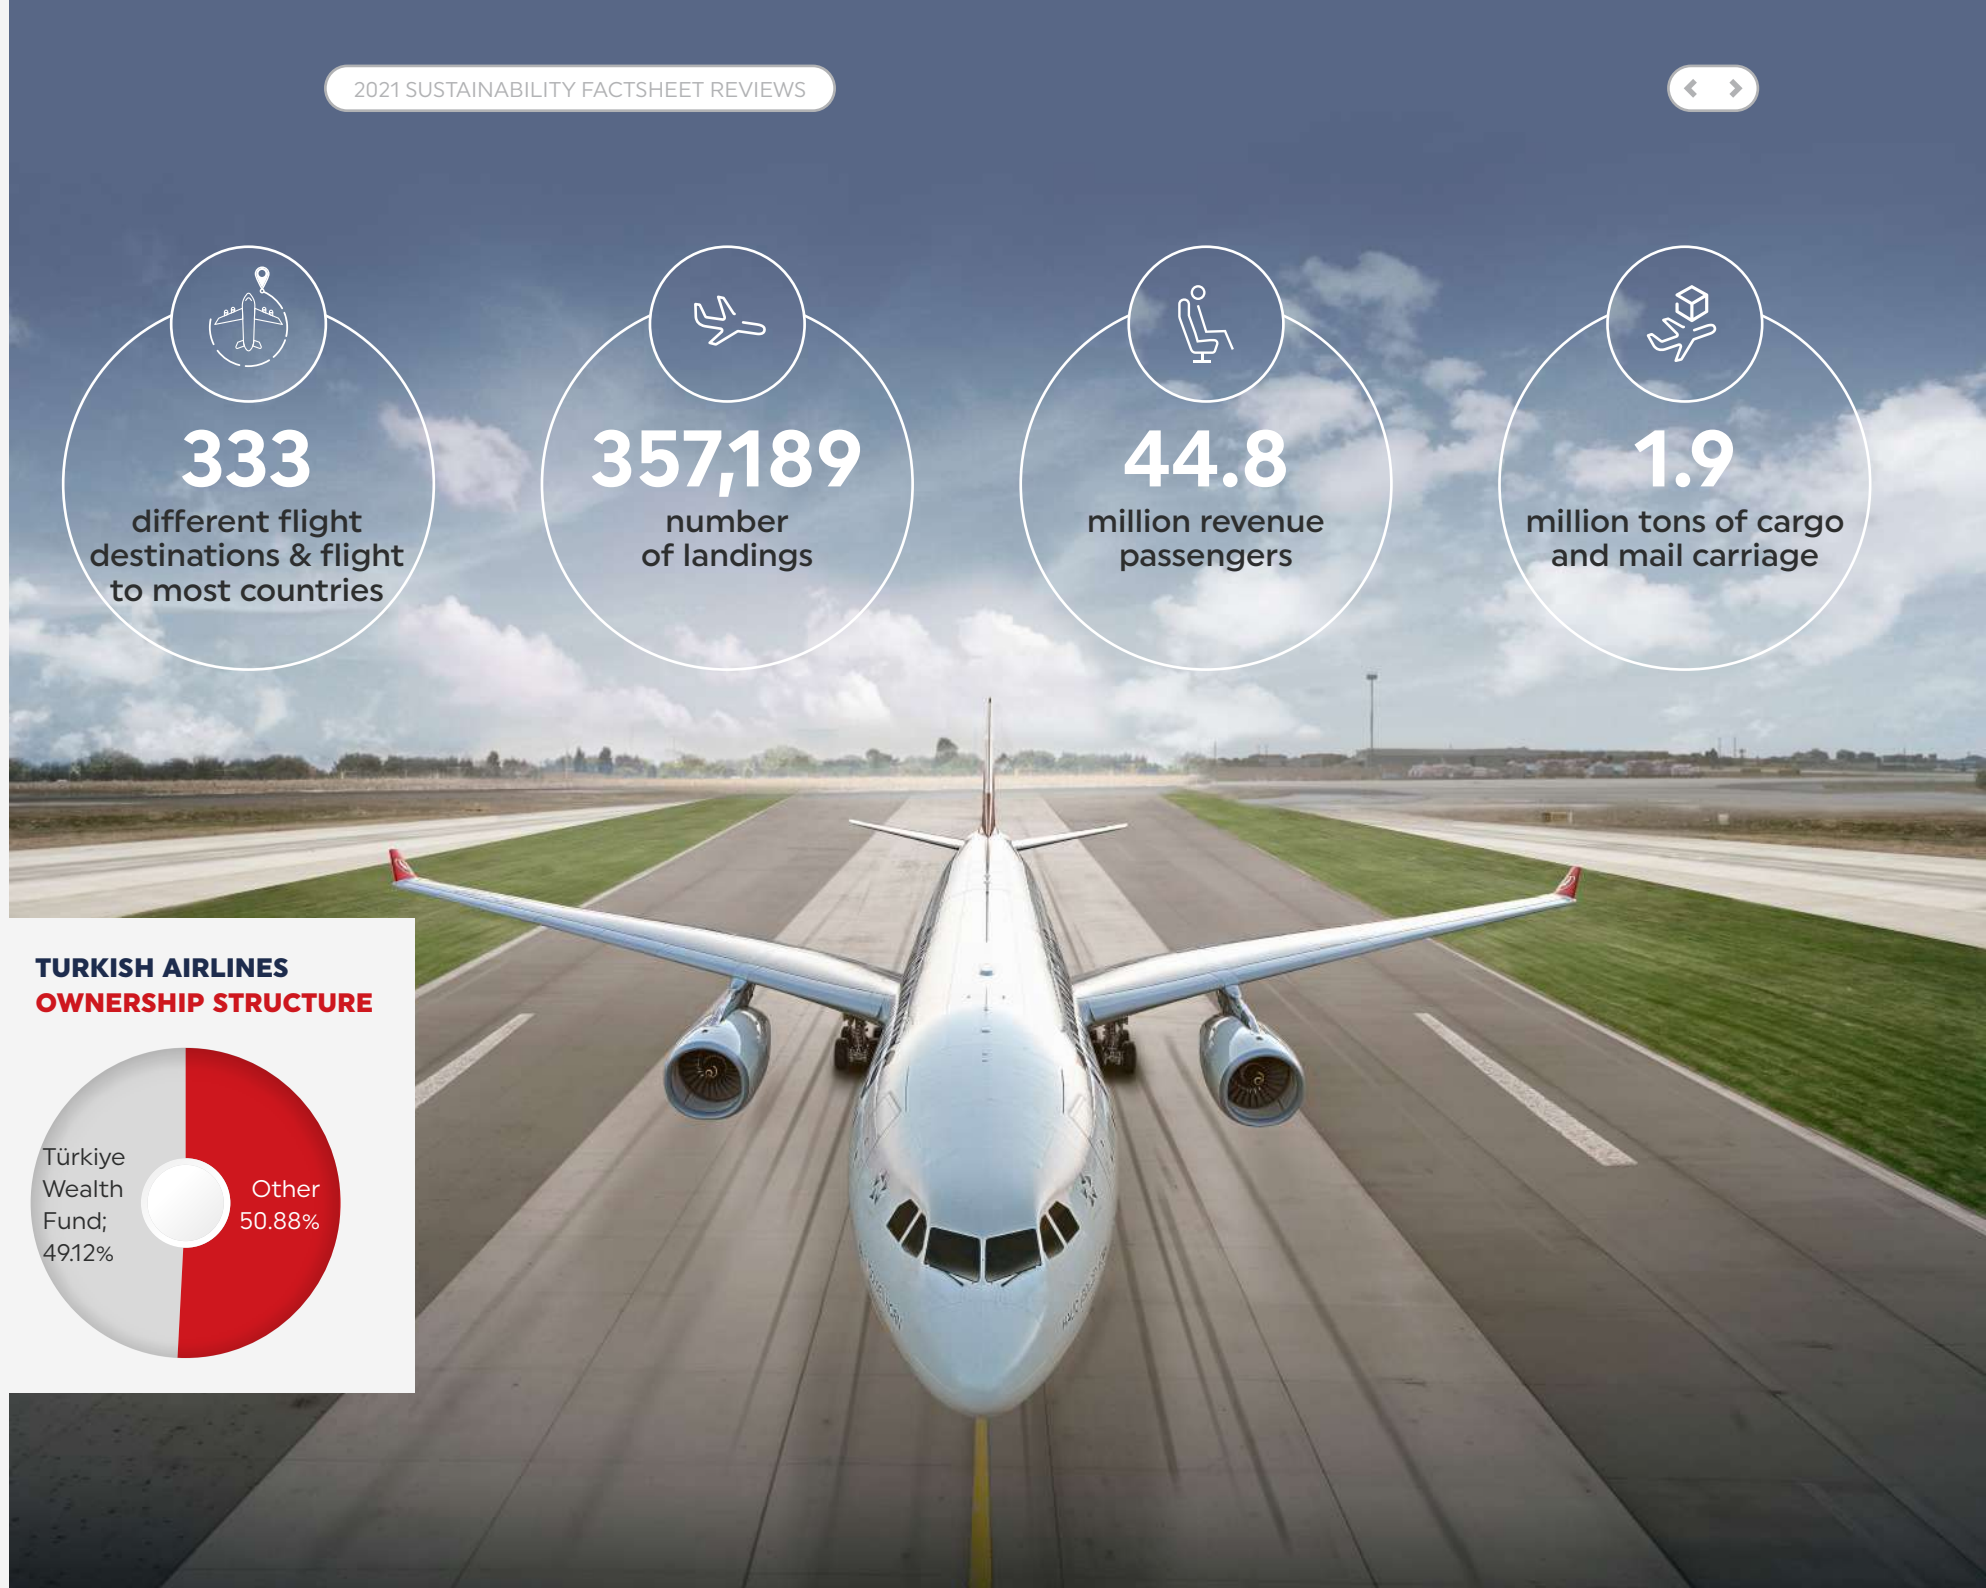 2021 SUSTAINABILITY FACTSHEET REVIEWS
333
different flight
destinations & flight
to most countries
357,189
number
of landings
44.8
million revenue
passengers
1.9
million tons of cargo
and mail carriage
TURKISH AIRLINES
OWNERSHIP STRUCTURE
Türkiye
Wealth
Fund;
49.12%
Other
50.88%